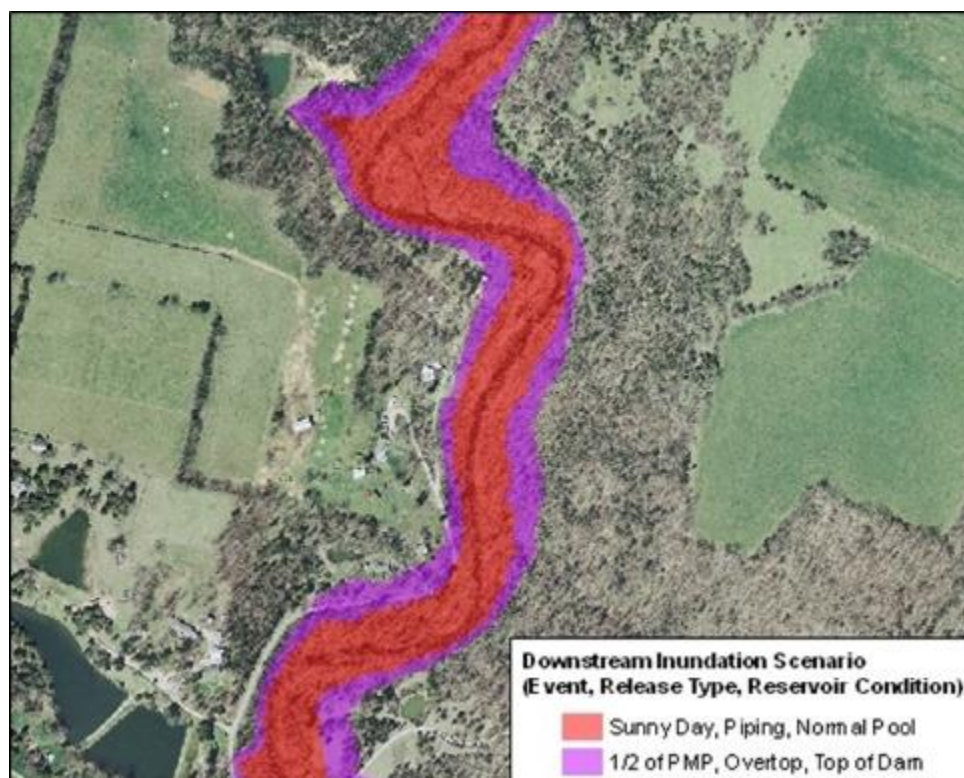 Downstream Inundation Scenario
(Event, Release Type, Reservoir Condition)
Sunny Day, Piping, Normal Pool
1/2 of PMP, Overtop, Top of Dam